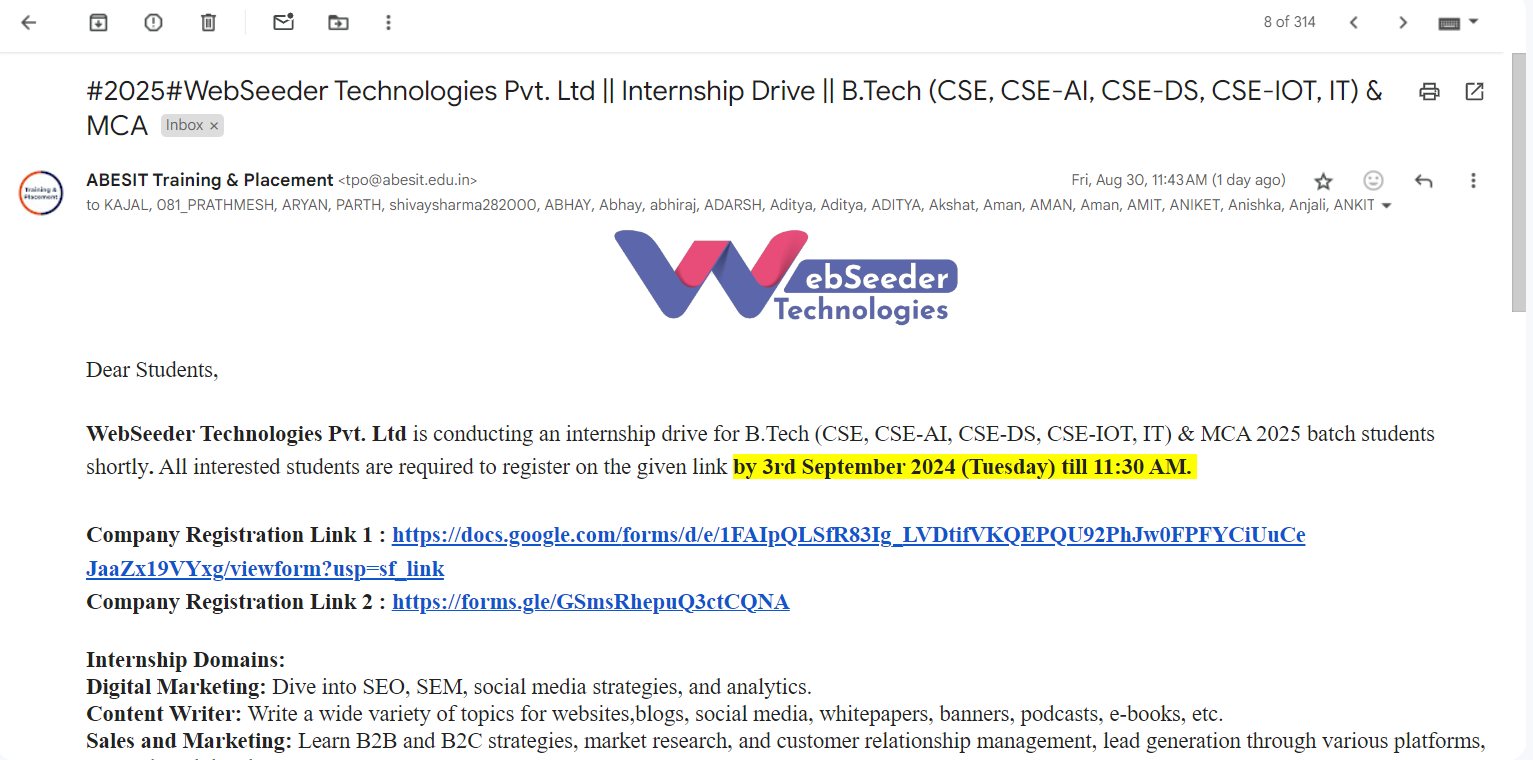 8 of 314
#2025#WebSeeder Technologies Pvt. Ltd || Internship Drive || B.Tech (CSE, CSE-AI, CSE-DS, CSE-IOT, IT) &
MCA Inbox ×
Training &
Placement
ABESIT Training & Placement <tpo@abesit.edu.in>
Fri, Aug 30, 11:43 AM (1 day ago)
to KAJAL, 081_PRATHMESH, ARYAN, PARTH, shivaysharma282000, ABHAY, Abhay, abhiraj, ADARSH, Aditya, Aditya, ADITYA, Akshat, Aman, AMAN, Aman, AMIT, ANIKET, Anishka, Anjali, ANKIT
WebSeeder
Technologies
Dear Students,
WebSeeder Technologies Pvt. Ltd is conducting an internship drive for B.Tech (CSE, CSE-AI, CSE-DS, CSE-IOT, IT) & MCA 2025 batch students
shortly. All interested students are required to register on the given link by 3rd September 2024 (Tuesday) till 11:30 AM.
Company Registration Link 1 : https://docs.google.com/forms/d/e/1FAIpQLSfR83Ig_LVDtifVKQEPQU92PhJw0FPFYCiUuCe
JaaZx19VYxg/viewform?usp=sf_link
Company Registration Link 2 : https://forms.gle/GSmsRhepuQ3ctCQNA
Internship Domains:
Digital Marketing: Dive into SEO, SEM, social media strategies, and analytics.
Content Writer: Write a wide variety of topics for websites,blogs, social media, whitepapers, banners, podcasts, e-books, etc.
Sales and Marketing: Learn B2B and B2C strategies, market research, and customer relationship management, lead generation through various platforms,